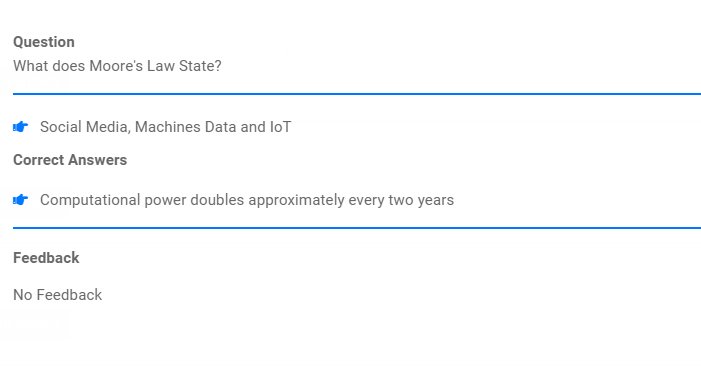 Question
What does Moore's Law State?
Social Media, Machines Data and IoT
Correct Answers
Computational power doubles approximately every two years
Feedback
No Feedback